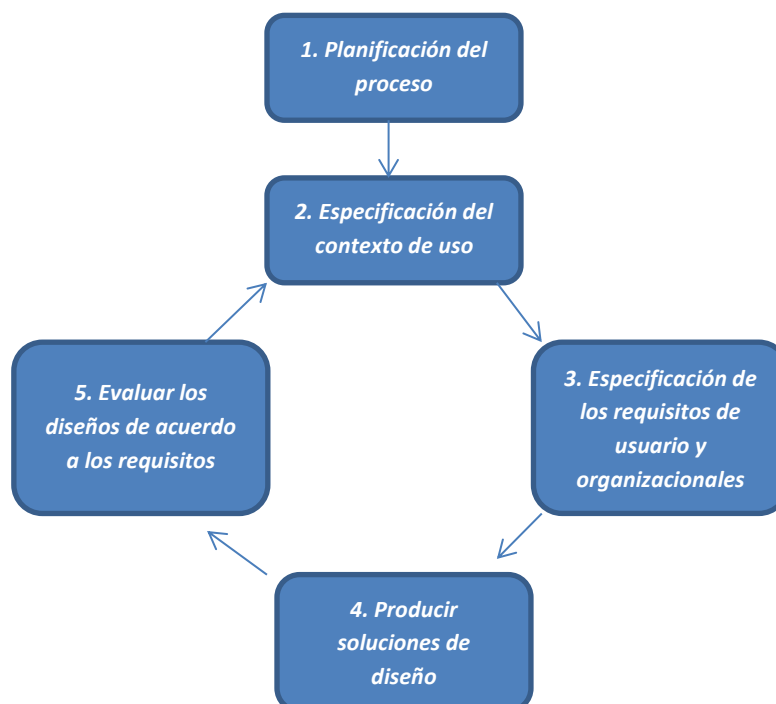 1. Planificación del
proceso
2. Especificación del
contexto de uso
3. Especificación de
los requisitos de
usuario y
organizacionales
4. Producir
soluciones de
diseño
5. Evaluar los
diseños de acuerdo
a los requisitos